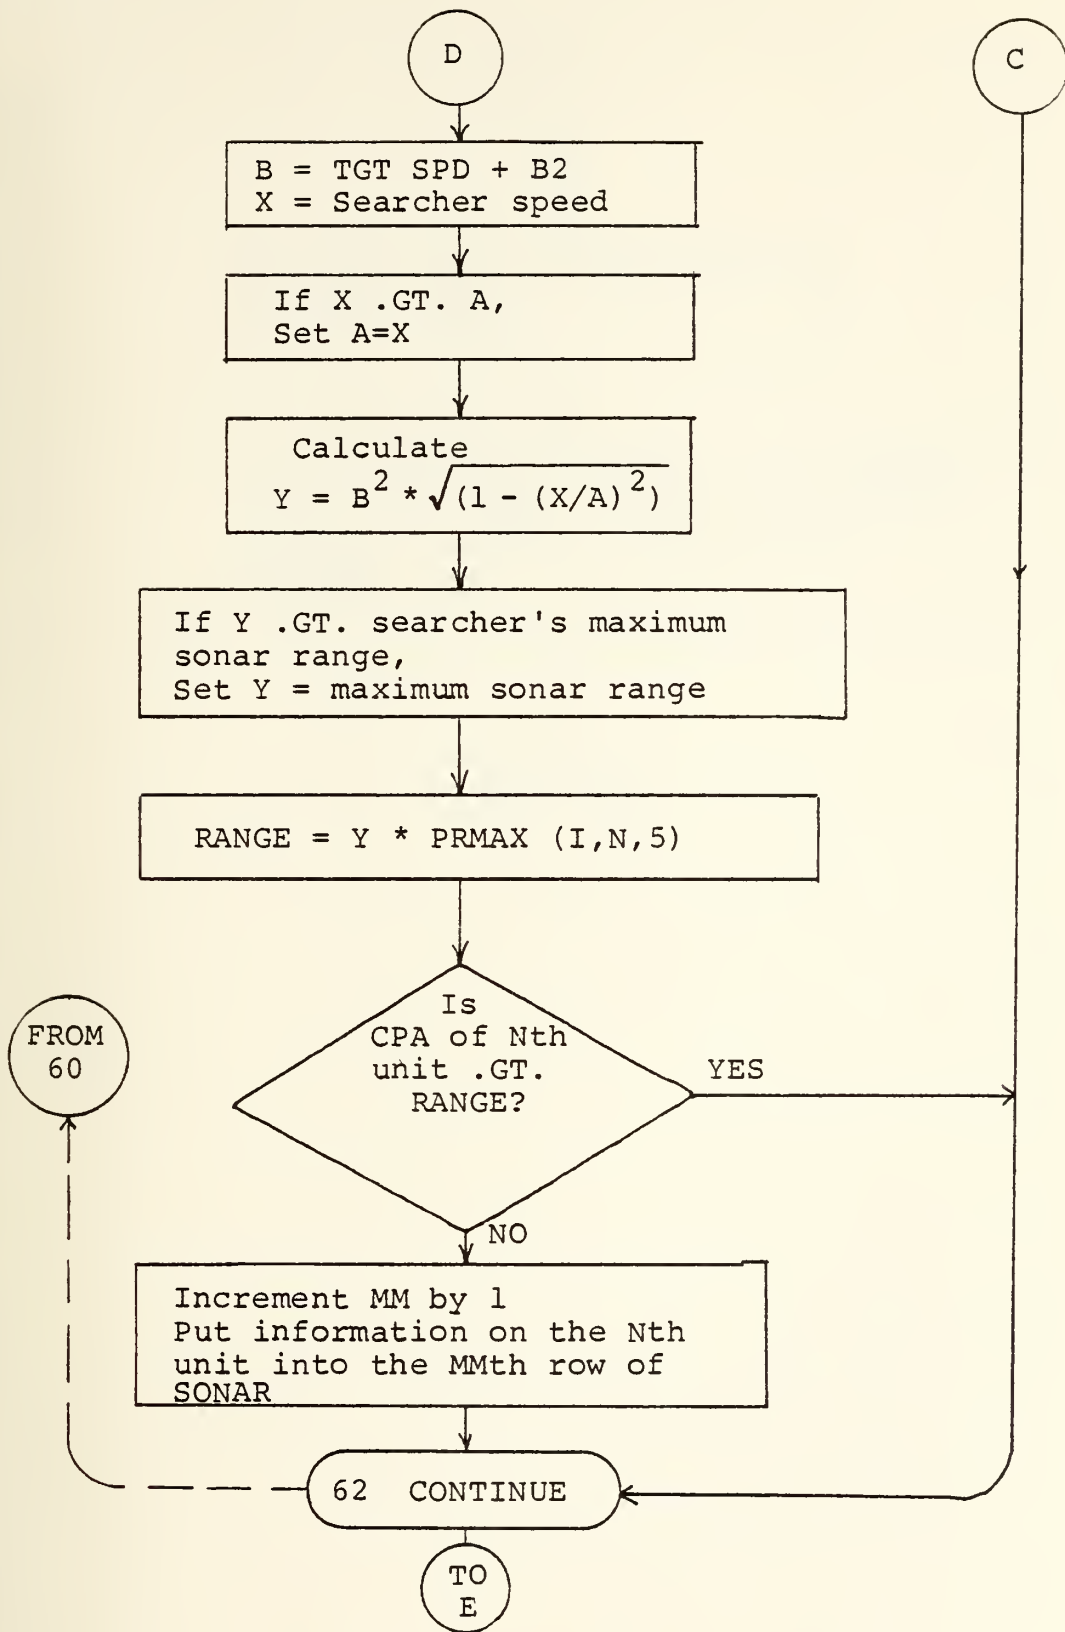 D
C
B = TGT SPD + B2
X = Searcher speed
If X .GT. A,
Set A=X
Calculate
Y = B² * √(1 - (X/A)²)
If Y .GT. searcher's maximum
sonar range,
Set Y = maximum sonar range
RANGE = Y * PRMAX (I,N,5)
Is
CPA of Nth
unit .GT.
RANGE?
YES
FROM
60
NO
Increment MM by 1
Put information on the Nth
unit into the MMth row of
SONAR
62 CONTINUE
TO
E